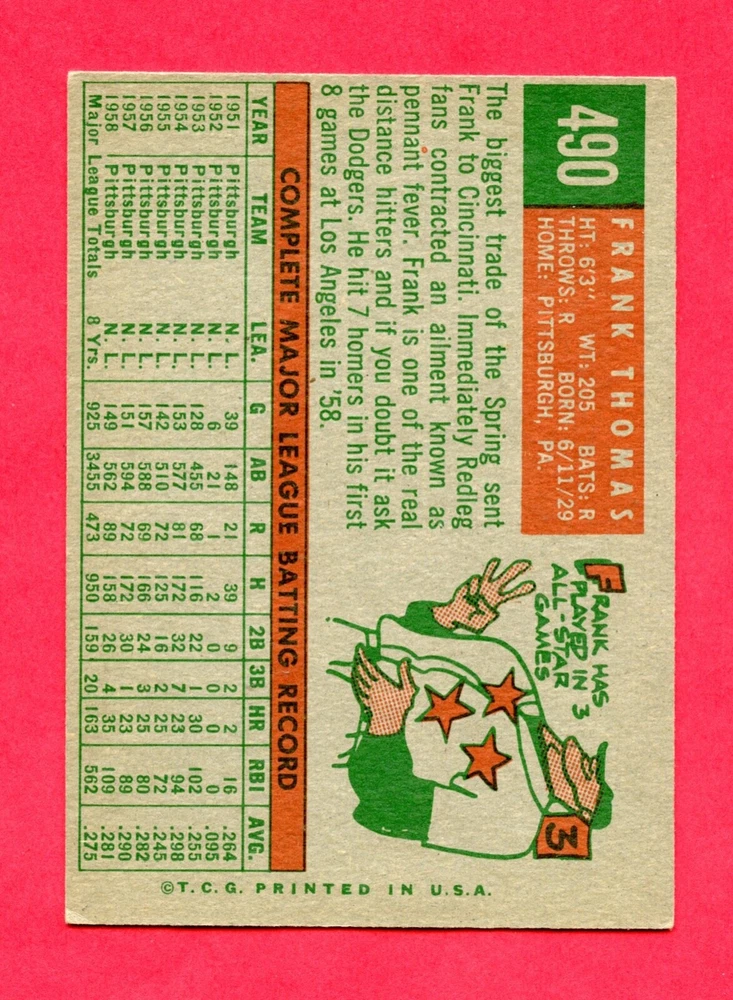 490
FRANK THOMAS
HT: 6'3" WT: 205 BATS: R
THROWS: R BORN: 6/11/29
HOME: PITTSBURGH, PA.
The biggest trade of the Spring sent
Frank to Cincinnati. Immediately Redleg
fans contracted an ailment known as
pennant fever. Frank is one of the real
distance hitters and if you doubt it ask
the Dodgers. He hit 7 homers in his first
8 games at Los Angeles in '58.
FRANK HAS
PLAYED IN 3
ALL-STAR
GAMES
3
COMPLETE MAJOR LEAGUE BATTING RECORD
YEAR TEAM LEA. G AB R H 2B 3B HR RBI AVG.
1951 Pittsburgh N. L. 39 148 21 39 9 2 2 16 .264
1952 Pittsburgh N. L. 6 21 1 2 0 0 0 0 .095
1953 Pittsburgh N. L. 128 455 68 116 22 1 30 102 .255
1954 Pittsburgh N. L. 153 577 81 172 32 7 23 94 .298
1955 Pittsburgh N. L. 142 510 72 125 16 2 25 72 .245
1956 Pittsburgh N. L. 157 588 69 166 24 3 25 80 .282
1957 Pittsburgh N. L. 151 594 72 172 30 1 23 89 .290
1958 Pittsburgh N. L. 149 562 89 158 26 4 35 109 .281
Major League Totals 8 Yrs. 925 3455 473 950 159 20 163 562 .275
©T.C.G. PRINTED IN U.S.A.